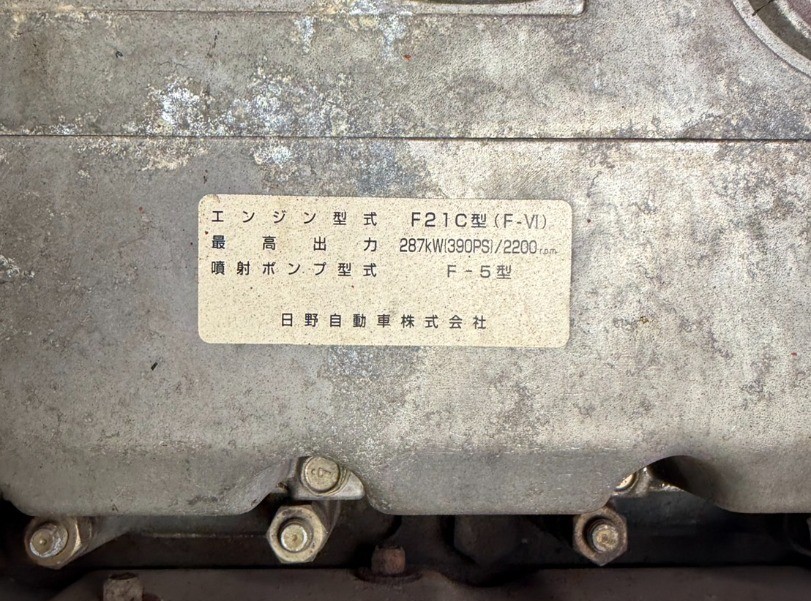 エンジン型式 F21C型(F-VI)
最高出力 287kW(390PS)/2200r.p.m.
噴射ポンプ型式 F-5型
日野自動車株式会社